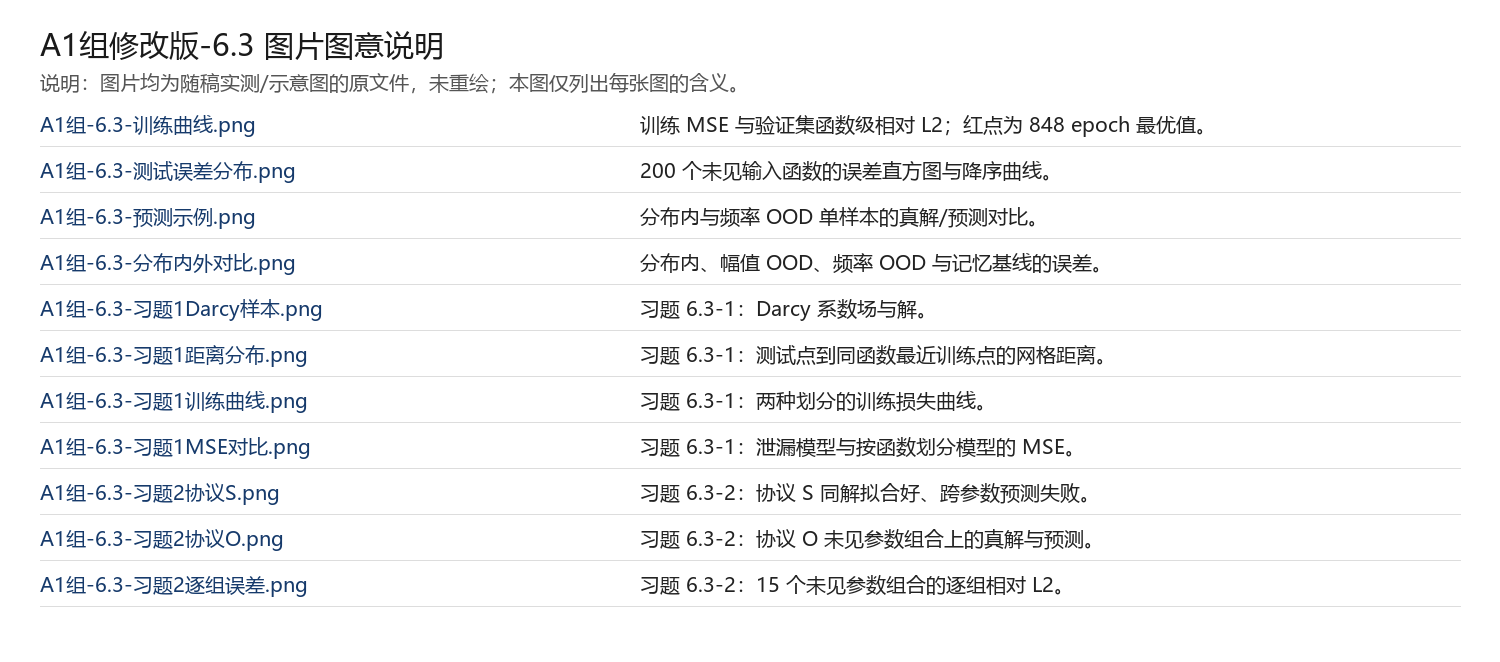 A1组修改版-6.3 图片图意说明
说明：图片均为随稿实测/示意图的原文件，未重绘；本图仅列出每张图的含义。
A1组-6.3-训练曲线.png 训练 MSE 与验证集函数级相对 L2；红点为 848 epoch 最优值。
A1组-6.3-测试误差分布.png 200 个未见输入函数的误差直方图与降序曲线。
A1组-6.3-预测示例.png 分布内与频率 OOD 单样本的真解/预测对比。
A1组-6.3-分布内外对比.png 分布内、幅值 OOD、频率 OOD 与记忆基线的误差。
A1组-6.3-习题1Darcy样本.png 习题 6.3-1：Darcy 系数场与解。
A1组-6.3-习题1距离分布.png 习题 6.3-1：测试点到同函数最近训练点的网格距离。
A1组-6.3-习题1训练曲线.png 习题 6.3-1：两种划分的训练损失曲线。
A1组-6.3-习题1MSE对比.png 习题 6.3-1：泄漏模型与按函数划分模型的 MSE。
A1组-6.3-习题2协议S.png 习题 6.3-2：协议 S 同解拟合好、跨参数预测失败。
A1组-6.3-习题2协议O.png 习题 6.3-2：协议 O 未见参数组合上的真解与预测。
A1组-6.3-习题2逐组误差.png 习题 6.3-2：15 个未见参数组合的逐组相对 L2。